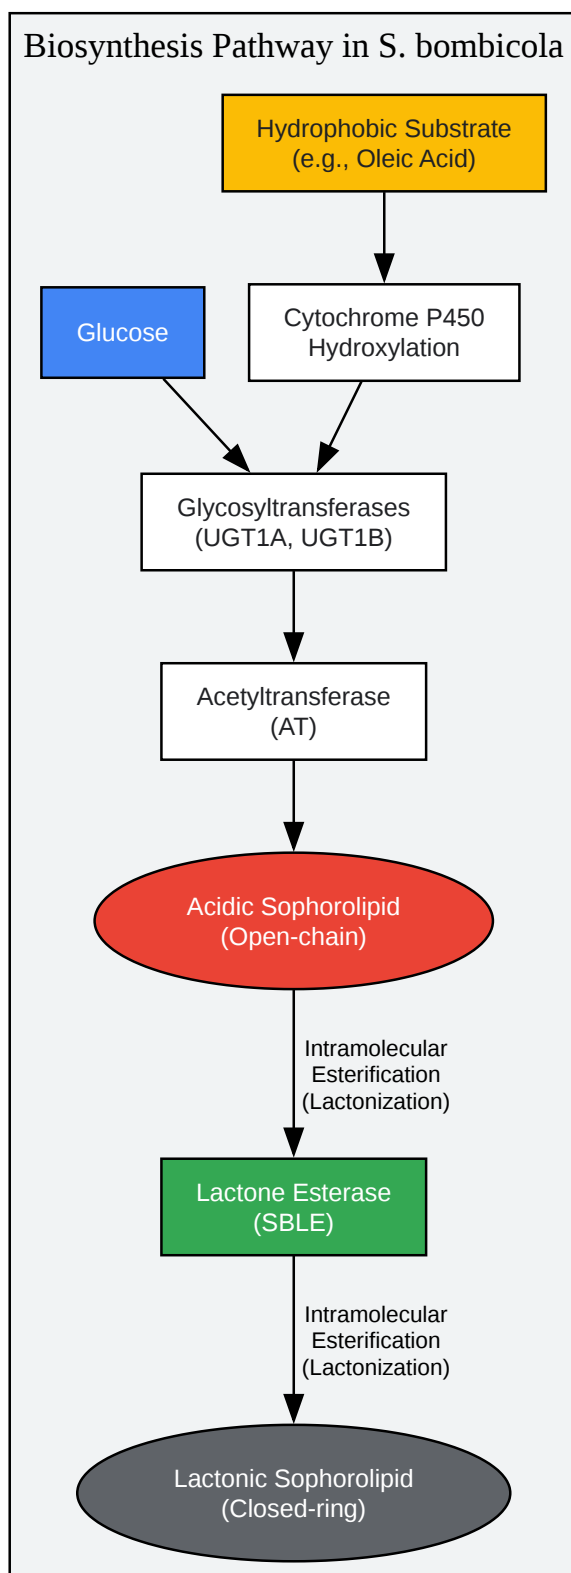 Biosynthesis Pathway in S. bombicola
Hydrophobic Substrate
(e.g., Oleic Acid)
Glucose
Cytochrome P450
Hydroxylation
Glycosyltransferases
(UGT1A, UGT1B)
Acetyltransferase
(AT)
Acidic Sophorolipid
(Open-chain)
Intramolecular
Esterification
(Lactonization)
Lactone Esterase
(SBLE)
Intramolecular
Esterification
(Lactonization)
Lactonic Sophorolipid
(Closed-ring)